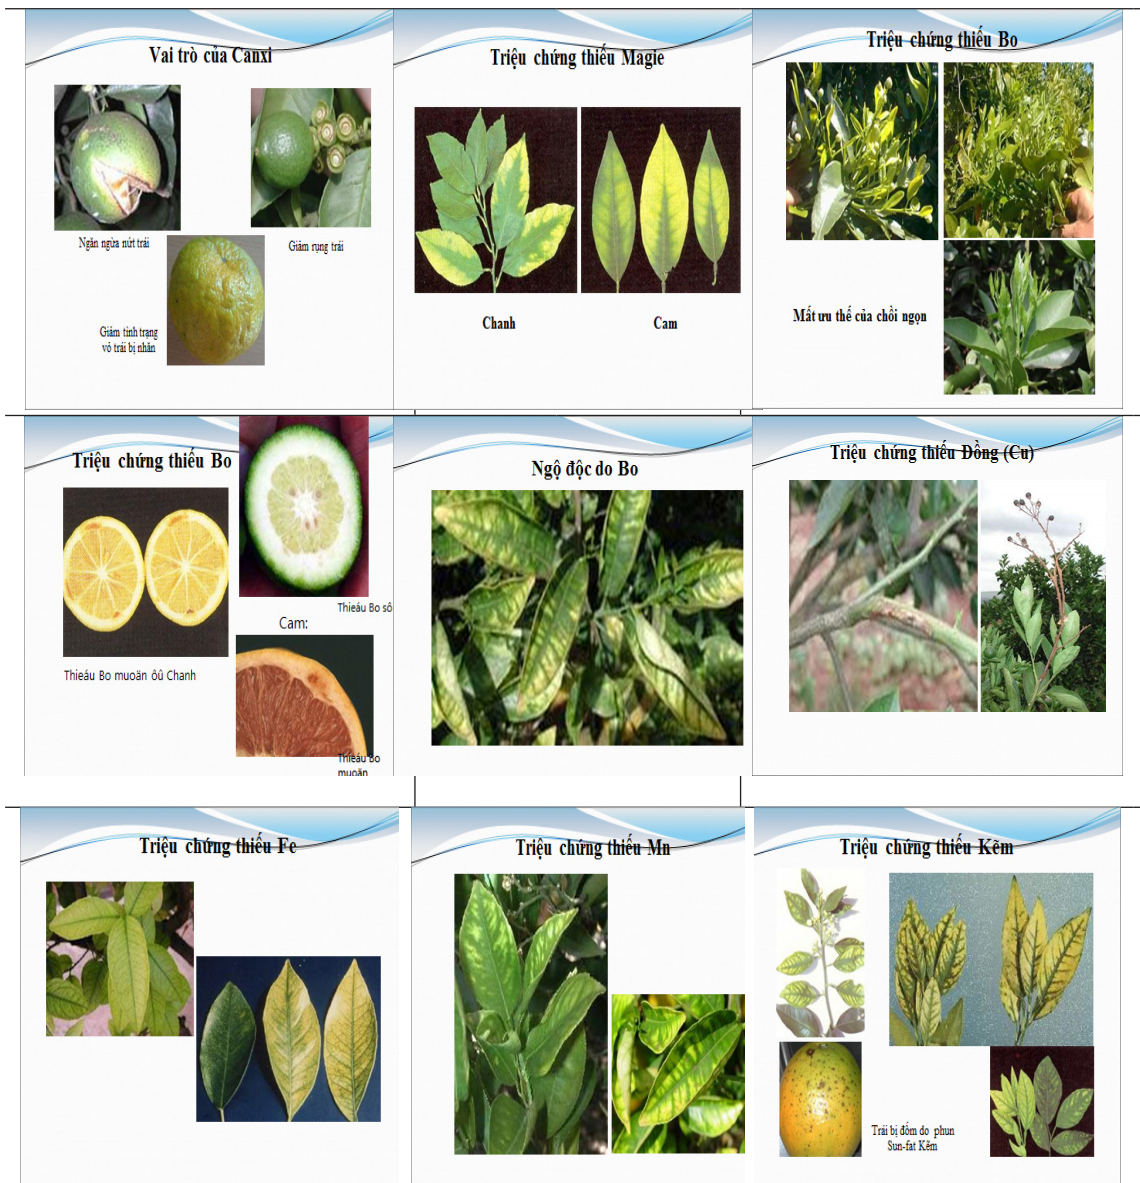 Vai trò của Canxi
Ngăn ngừa nứt trái
Giảm rụng trái
Giảm tình trạng
vỏ trái bị nhăn
Triệu chứng thiếu Magie
Chanh
Cam
Triệu chứng thiếu Bo
Mất ưu thế của chồi ngọn
Triệu chứng thiếu Bo
Thieáu Bo sô
Cam:
Thieáu Bo muoän ôû Chanh
Thieáu Bo
muoän
Ngộ độc do Bo
Triệu chứng thiếu Đồng (Cu)
Triệu chứng thiếu Fe
Triệu chứng thiếu Mn
Triệu chứng thiếu Kẽm
Trái bị đốm do phun
Sun-fat Kẽm